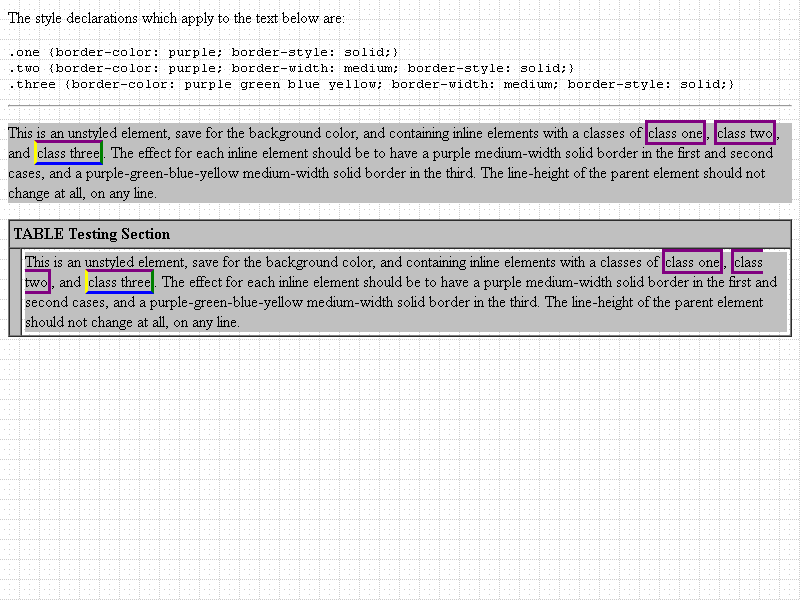 The style declarations which apply to the text below are:
.one {border-color: purple; border-style: solid;}
.two {border-color: purple; border-width: medium; border-style: solid;}
.three {border-color: purple green blue yellow; border-width: medium; border-style: solid;}
This is an unstyled element, save for the background color, and containing inline elements with a classes of class one, class two,
and class three. The effect for each inline element should be to have a purple medium-width solid border in the first and second
cases, and a purple-green-blue-yellow medium-width solid border in the third. The line-height of the parent element should not
change at all, on any line.
TABLE Testing Section
This is an unstyled element, save for the background color, and containing inline elements with a classes of class one, class
two, and class three. The effect for each inline element should be to have a purple medium-width solid border in the first and
second cases, and a purple-green-blue-yellow medium-width solid border in the third. The line-height of the parent element
should not change at all, on any line.